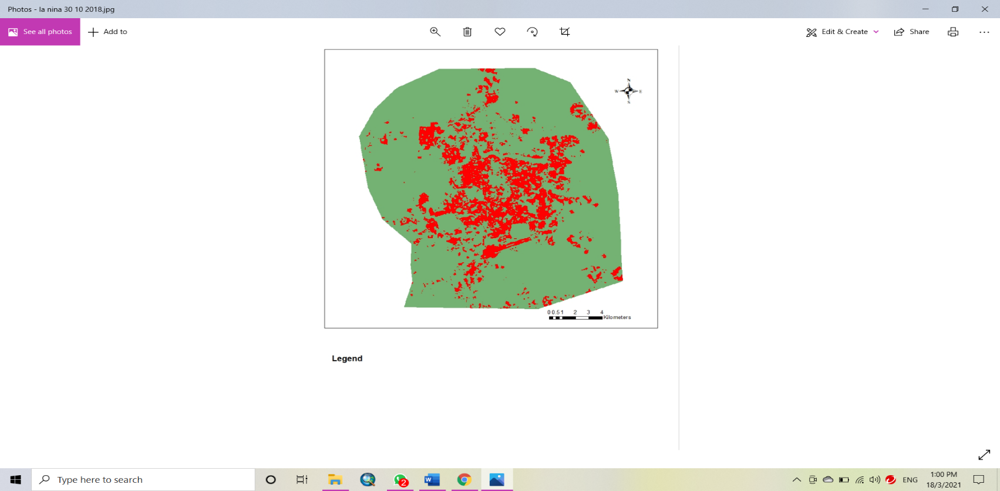 Photos - la nina 30 10 2018.jpg
See all photos
Add to
Edit & Create
Share
N
W E
S
0 0.5 1 2 3 4
Kilometers
Legend
Type here to search
2
W
ENG
1:00 PM
18/3/2021